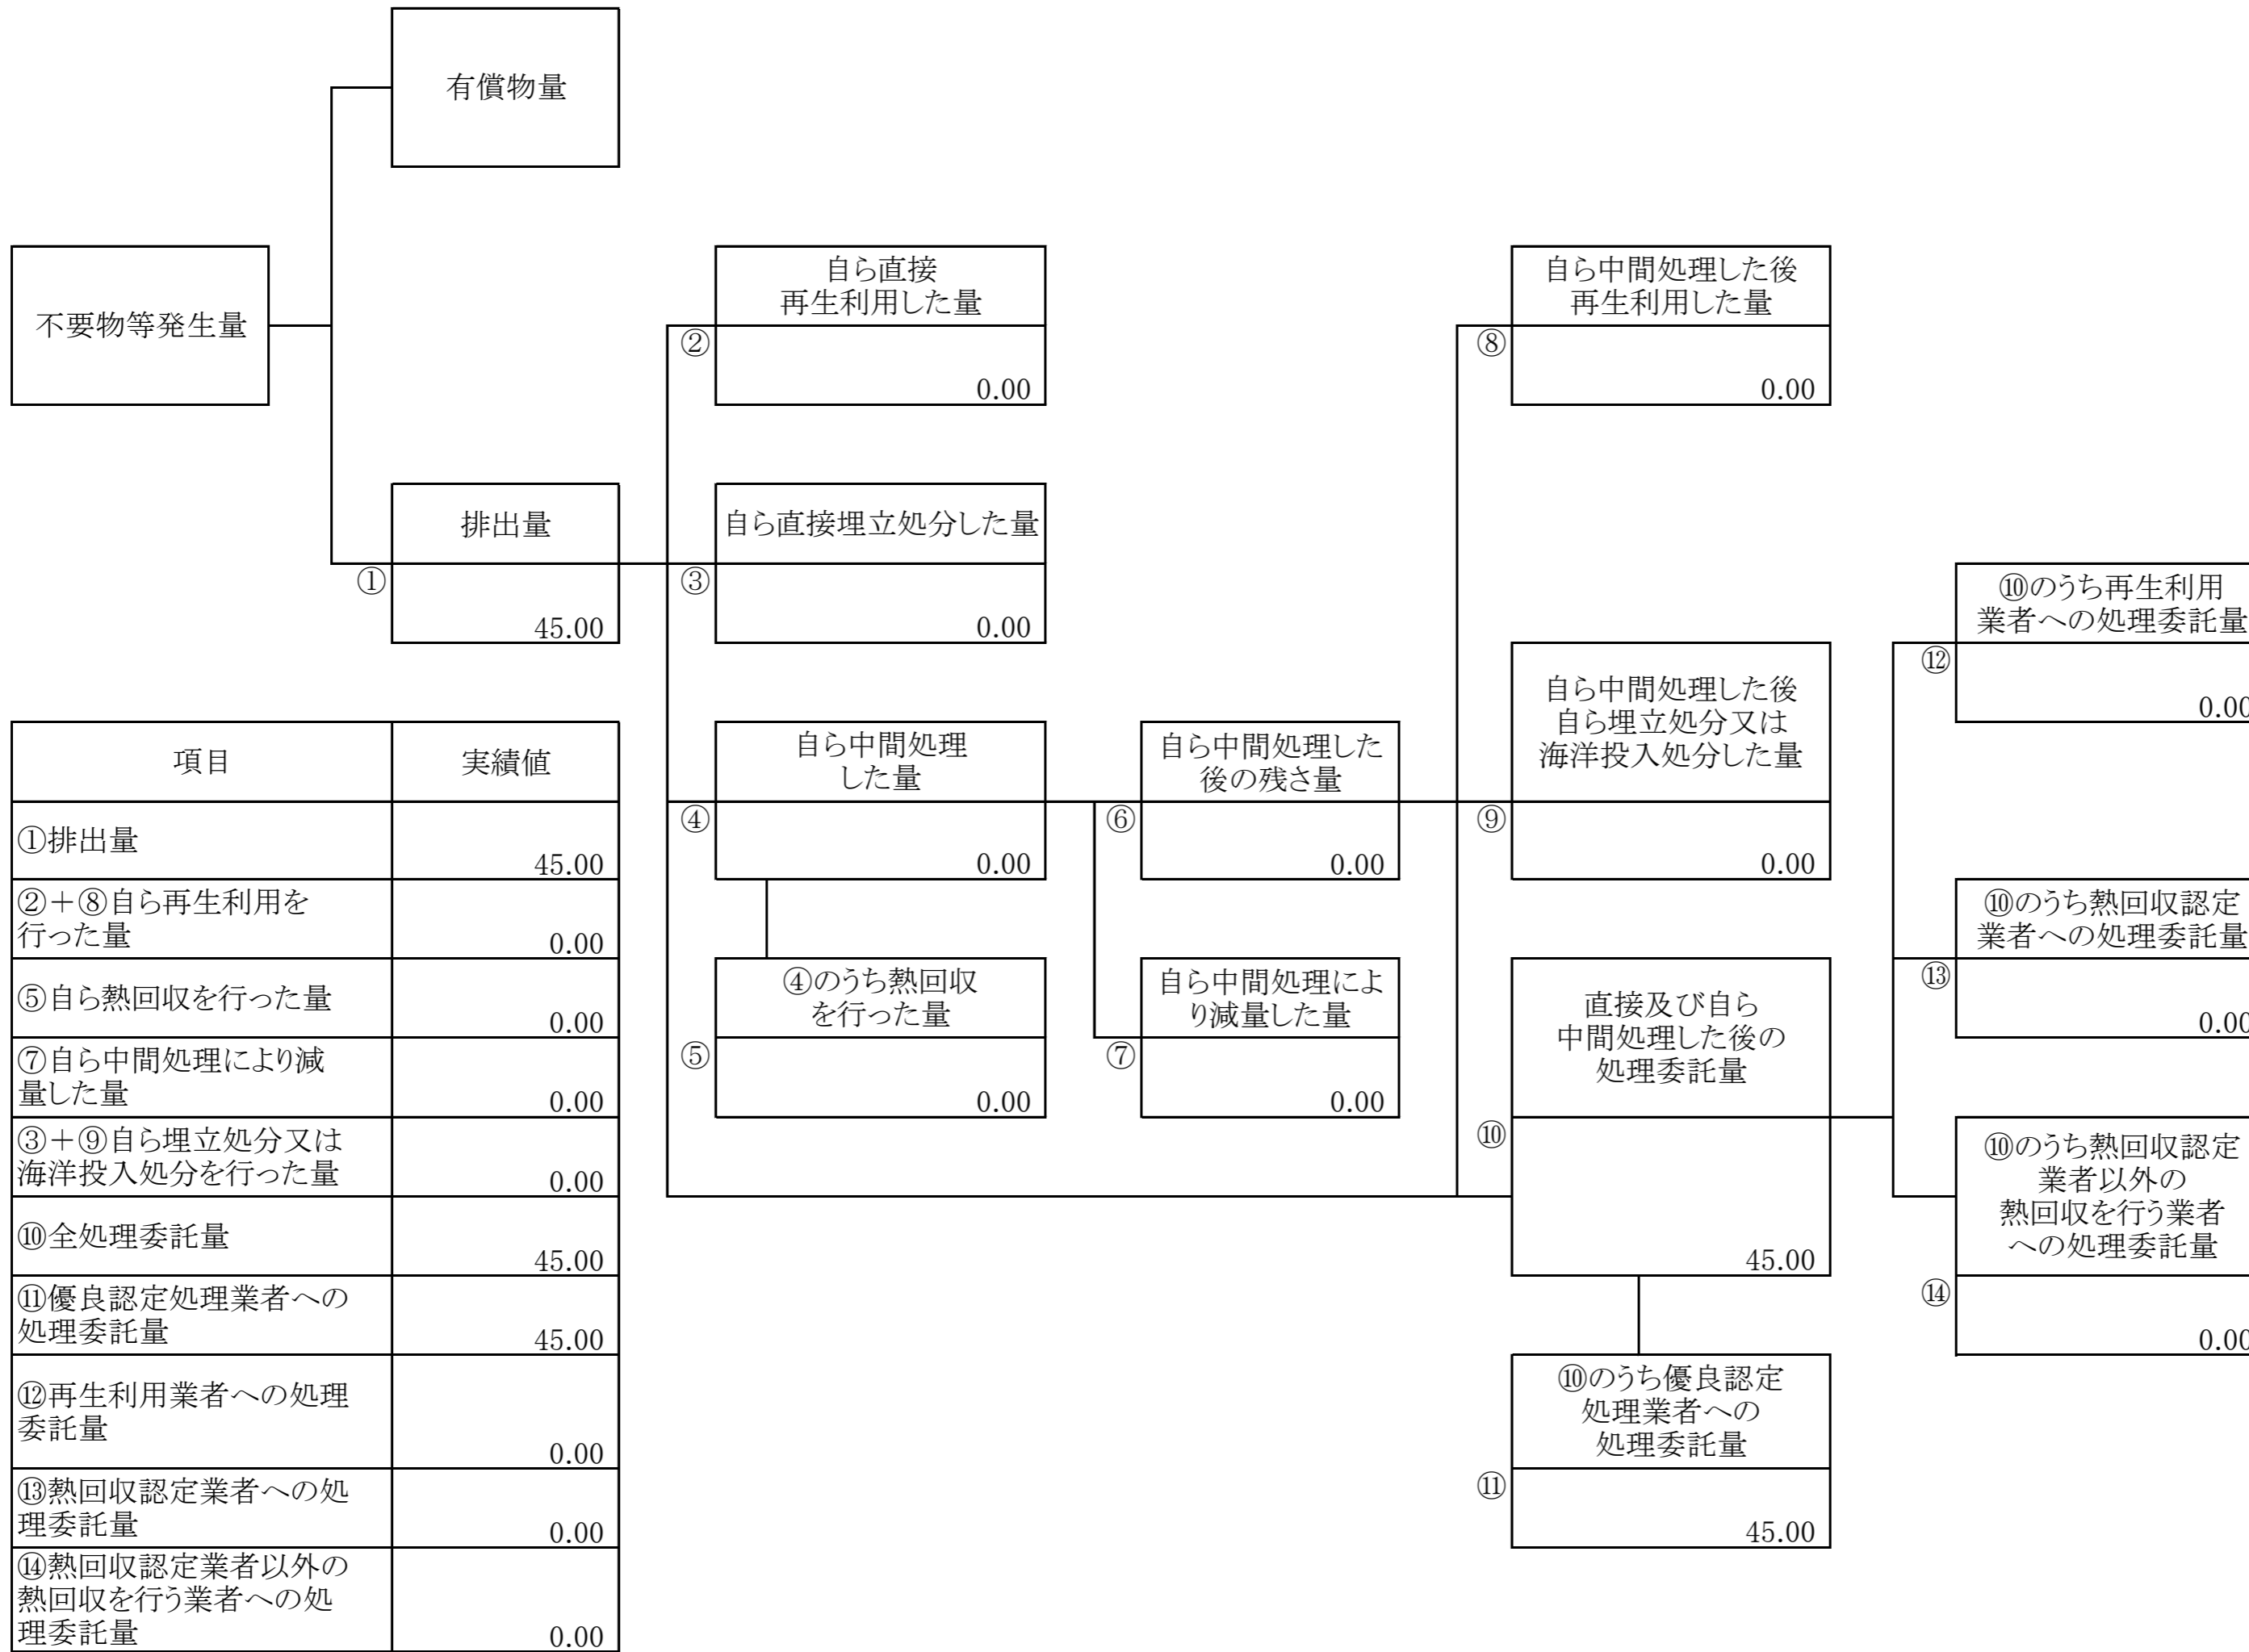 有償物量
不要物等発生量
自ら直接
再生利用した量
②
0.00
自ら中間処理した後
再生利用した量
⑧
0.00
排出量
①
45.00
自ら直接埋立処分した量
③
0.00
⑩のうち再生利用
業者への処理委託量
⑫
0.00
自ら中間処理
した量
④
0.00
自ら中間処理した
後の残さ量
⑥
0.00
自ら中間処理した後
自ら埋立処分又は
海洋投入処分した量
⑨
0.00
⑩のうち熱回収認定
業者への処理委託量
⑬
0.00
④のうち熱回収
を行った量
⑤
0.00
自ら中間処理によ
り減量した量
⑦
0.00
直接及び自ら
中間処理した後の
処理委託量
⑩
45.00
⑩のうち熱回収認定
業者以外の
熱回収を行う業者
への処理委託量
⑭
0.00
⑩のうち優良認定
処理業者への
処理委託量
⑪
45.00
項目 実績値
①排出量
45.00
②＋⑧自ら再生利用を
行った量
0.00
⑤自ら熱回収を行った量
0.00
⑦自ら中間処理により減
量した量
0.00
③＋⑨自ら埋立処分又は
海洋投入処分を行った量
0.00
⑩全処理委託量
45.00
⑪優良認定処理業者への
処理委託量
45.00
⑫再生利用業者への処理
委託量
0.00
⑬熱回収認定業者への処
理委託量
0.00
⑭熱回収認定業者以外の
熱回収を行う業者への処
理委託量
0.00